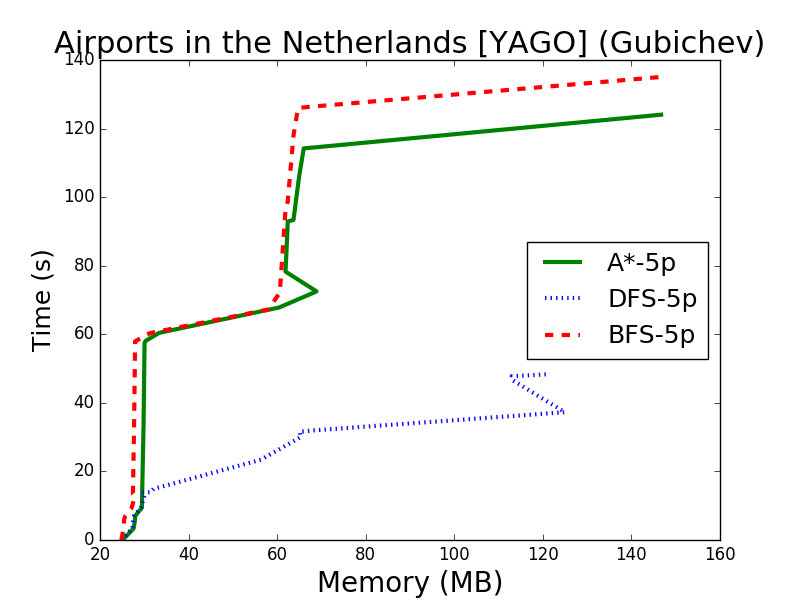 Airports in the Netherlands [YAGO] (Gubichev)
140
120
100
80
60
40
20
0
Time (s)
A*-5p
DFS-5p
BFS-5p
20 40 60 80 100 120 140 160
Memory (MB)